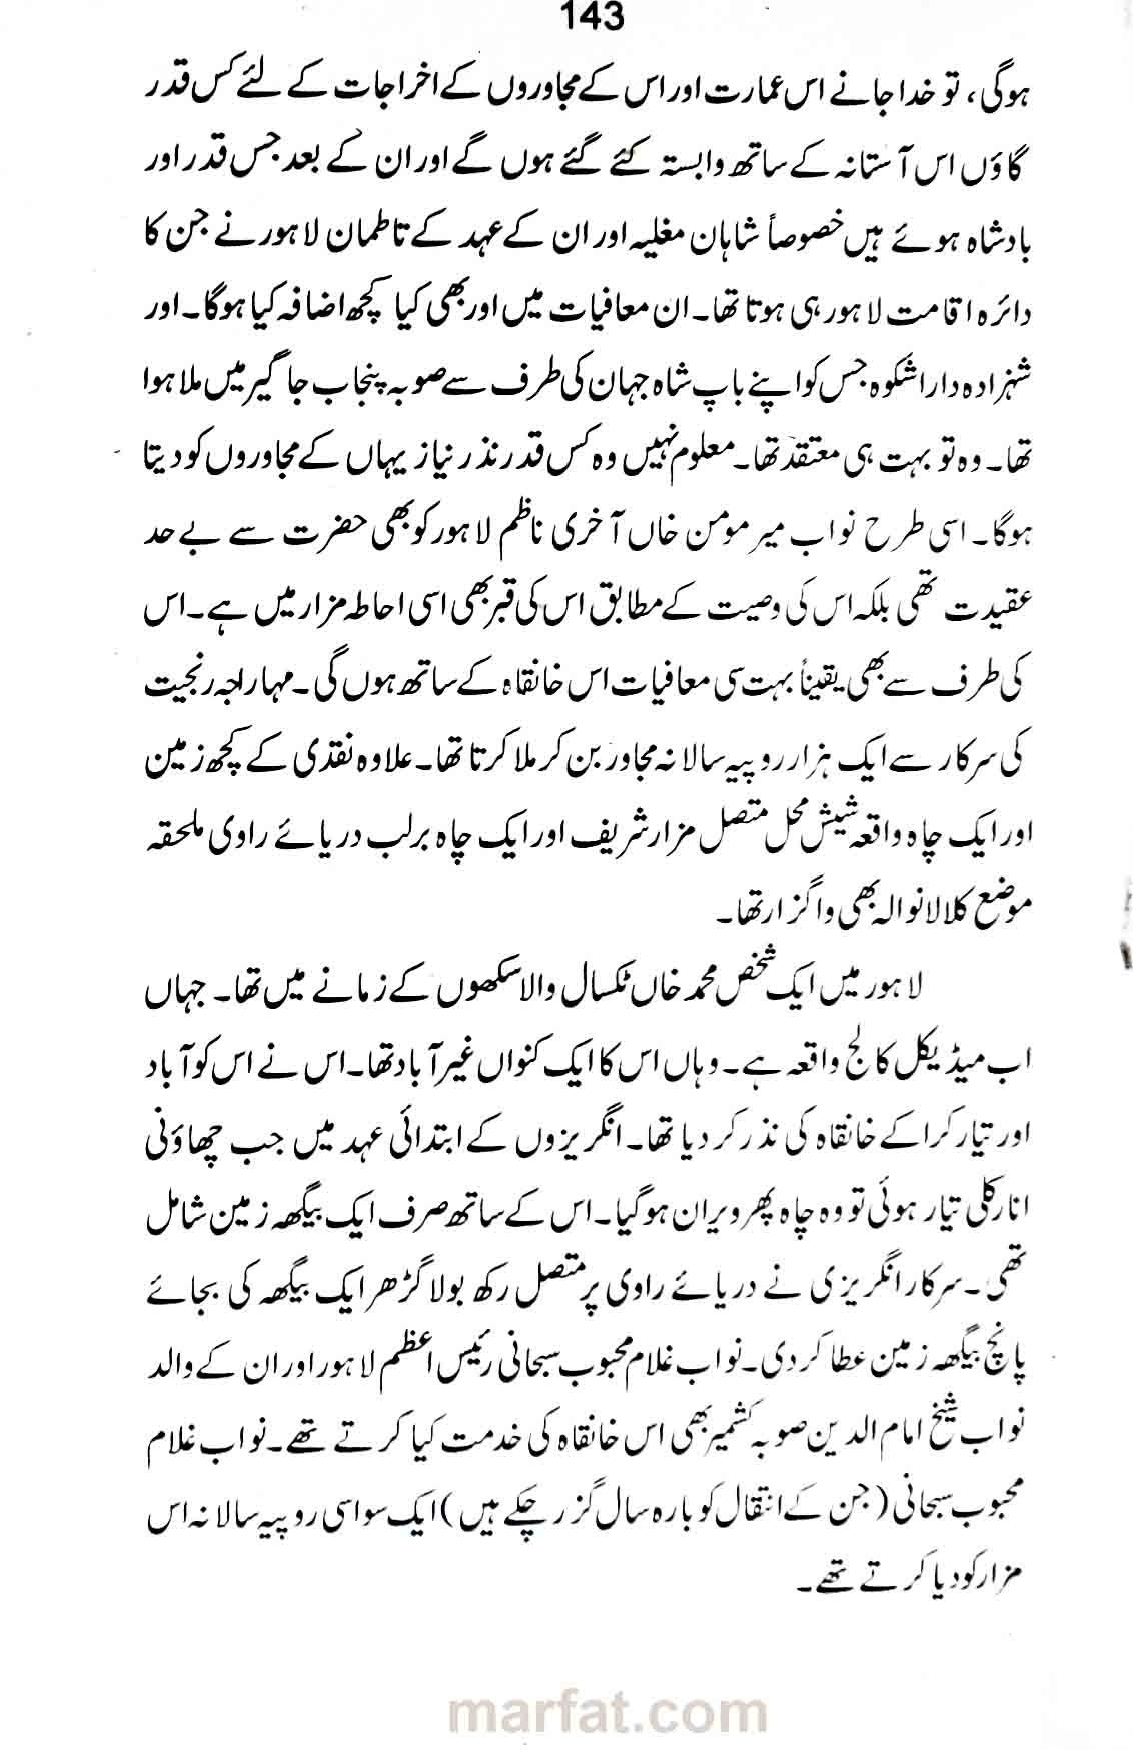 143
ہوگی، تو خدا جانے اس عمارت اور اس کے مجاوروں کے اخراجات کے لئے کس قدر
گاؤں اس آستانہ کے ساتھ وابستہ کئے گئے ہوں گے اور ان کے بعد جس قدر اور
بادشاہ ہوئے ہیں خصوصاً شاہان مغلیہ اور ان کے عہد کے تاطمان لاہور نے جن کا
دائرہ اقامت لاہور ہی ہوتا تھا۔ ان معافیات میں اور بھی کیا کچھ اضافہ کیا ہوگا۔ اور
شہزادہ دارا شکوہ جس کو اپنے باپ شاہ جہان کی طرف سے صوبہ پنجاب جاگیر میں ملا ہوا
تھا۔ وہ تو بہت ہی معتقد تھا۔ معلوم نہیں وہ کس قدر نذر نیاز یہاں کے مجاوروں کو دیتا
ہوگا۔ اسی طرح نواب میر مومن خاں آخری ناظم لاہور کو بھی حضرت سے بے حد
عقیدت تھی بلکہ اس کی وصیت کے مطابق اس کی قبر بھی اسی احاطہ مزار میں ہے۔ اس
کی طرف سے بھی یقیناً بہت سی معافیات اس خانقاہ کے ساتھ ہوں گی۔ مہاراجہ رنجیت
کی سرکار سے ایک ہزار روپیہ سالانہ مجاور بن کر ملا کرتا تھا۔ علاوہ نقدی کے کچھ زمین
اور ایک چاہ واقعہ شیش محل متصل مزار شریف اور ایک چاہ برلب دریائے راوی ملحقہ
موضع کلالانوالہ بھی واگزار تھا۔
لاہور میں ایک شخص محمد خاں ٹکسال والا سکھوں کے زمانے میں تھا۔ جہاں
اب میڈیکل کالج واقعہ ہے۔ وہاں اس کا ایک کنواں غیر آباد تھا۔ اس نے اس کو آباد
اور تیار کرا کے خانقاہ کی نذر کر دیا تھا۔ انگریزوں کے ابتدائی عہد میں جب چھاؤنی
انارکلی تیار ہوئی تو وہ چاہ پھر ویران ہو گیا۔ اس کے ساتھ صرف ایک بیگھہ زمین شامل
تھی۔ سرکار انگریزی نے دریائے راوی پر متصل رکھ بولا گڑھر ایک بیگھہ کی بجائے
پانچ بیگھہ زمین عطا کر دی۔ نواب غلام محبوب سبحانی رئیس اعظم لاہور اور ان کے والد
نواب شیخ امام الدین صوبہ کشمیر بھی اس خانقاہ کی خدمت کیا کرتے تھے۔ نواب غلام
محبوب سبحانی (جن کے انتقال کو بارہ سال گزر چکے ہیں) ایک سو اسی روپیہ سالانہ اس
مزار کو دیا کرتے تھے۔
marfat.com